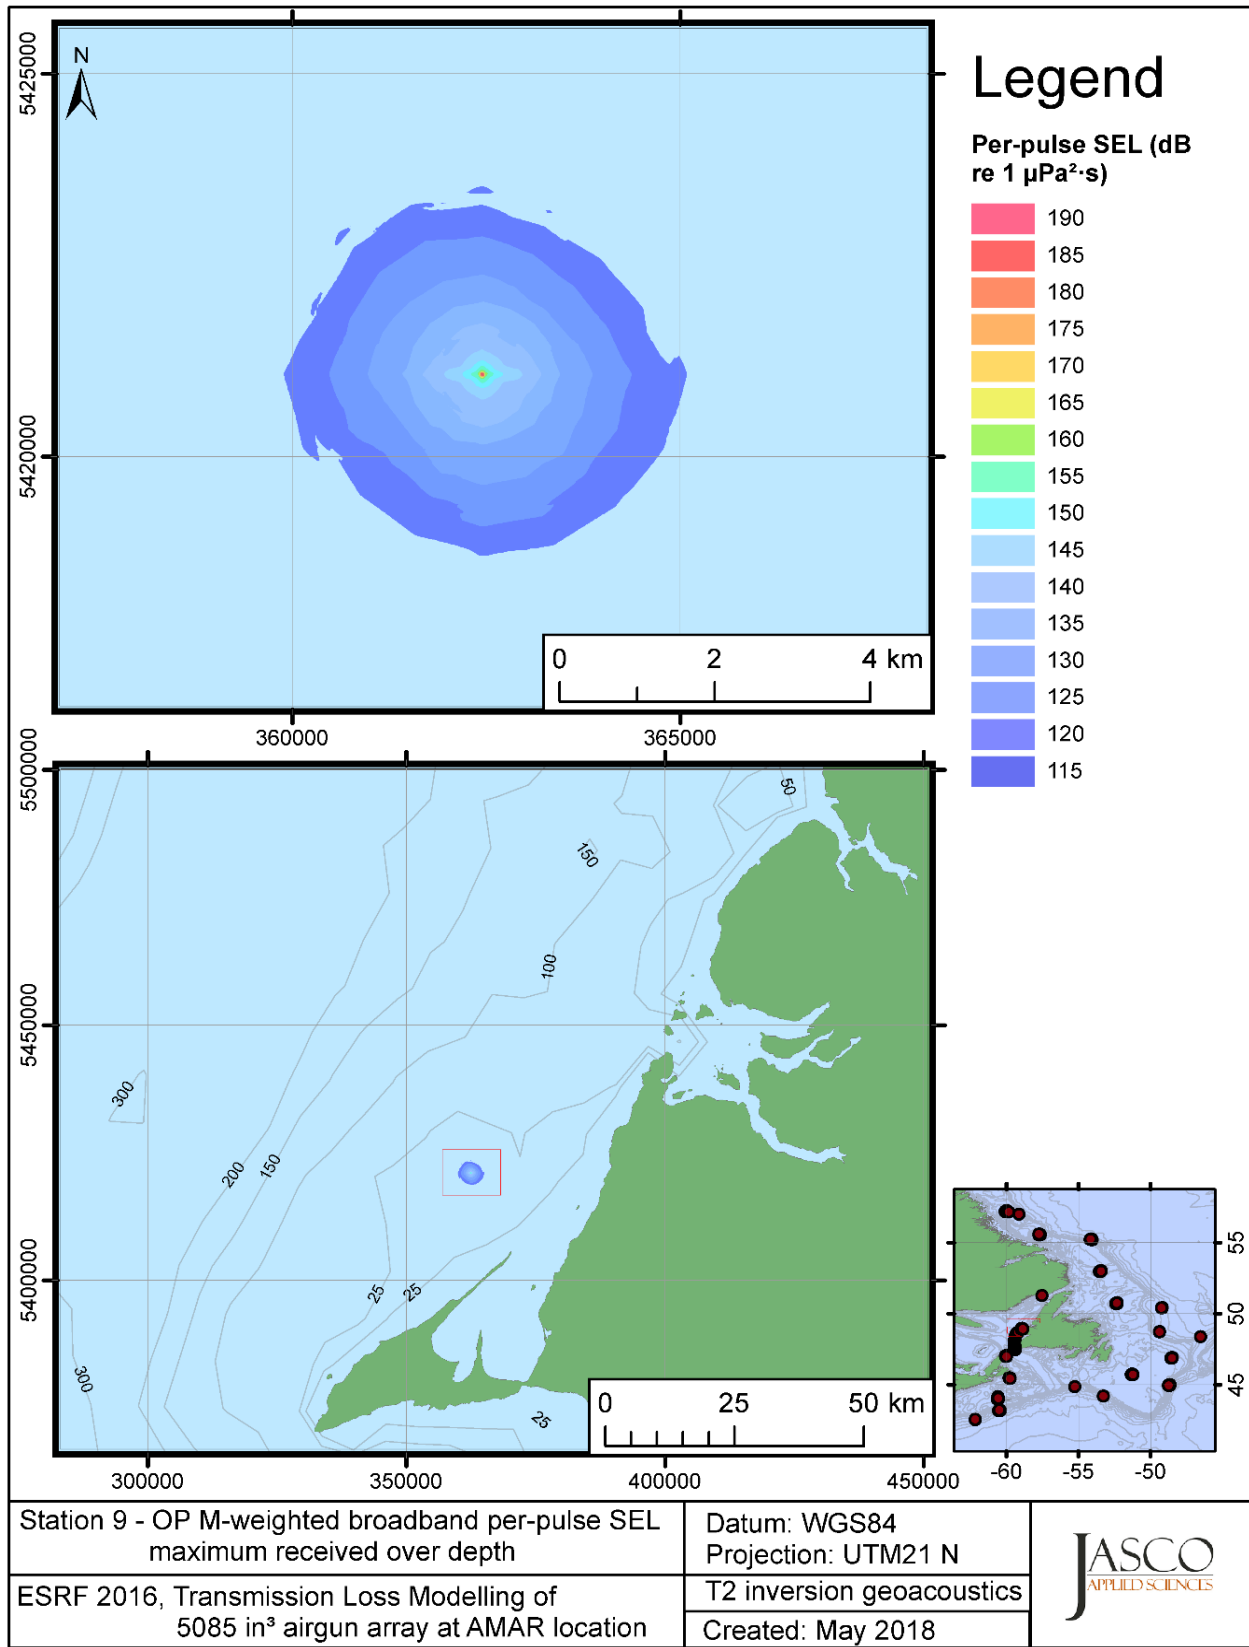 N
5425000
5420000
0
2
4 km
360000
365000
Legend
Per-pulse SEL (dB
re 1 µPa²·s)
190
185
180
175
170
165
160
155
150
145
140
135
130
125
120
115
5500000
5450000
5400000
50
150
100
300
200
150
25
25
300
25
0
25
50 km
300000
350000
400000
450000
55
50
45
-60
-55
-50
Station 9 - OP M-weighted broadband per-pulse SEL
maximum received over depth
ESRF 2016, Transmission Loss Modelling of
5085 in³ airgun array at AMAR location
Datum: WGS84
Projection: UTM21 N
T2 inversion geoacoustics
Created: May 2018
JASCO
APPLIED SCIENCES